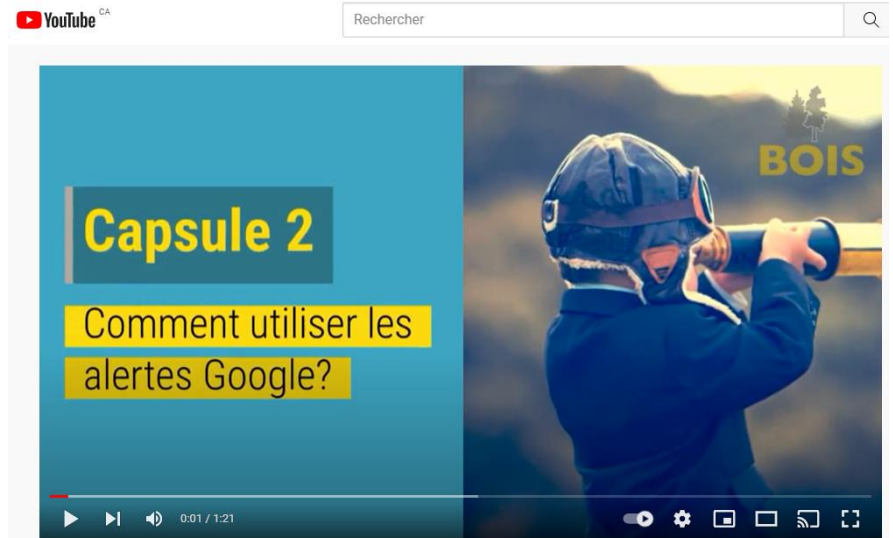 YouTube CA
Rechercher
BOIS
Capsule 2
Comment utiliser les
alertes Google?
0:01 / 1:21